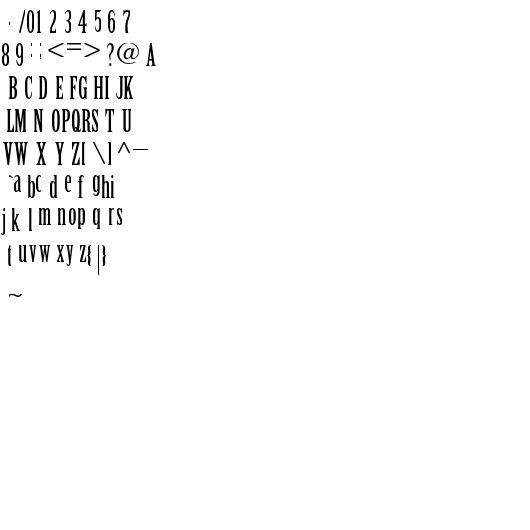 . /01 2 3 4 5 6 7
8 9 : ; < = > ? @ A
B C D E FG HI JK
LM N OPQRS T U
VW X Y Z[ \ ] ^ _
`a bc d e f ghi
j k l m nop q rs
t uvw xy z{ | }
~